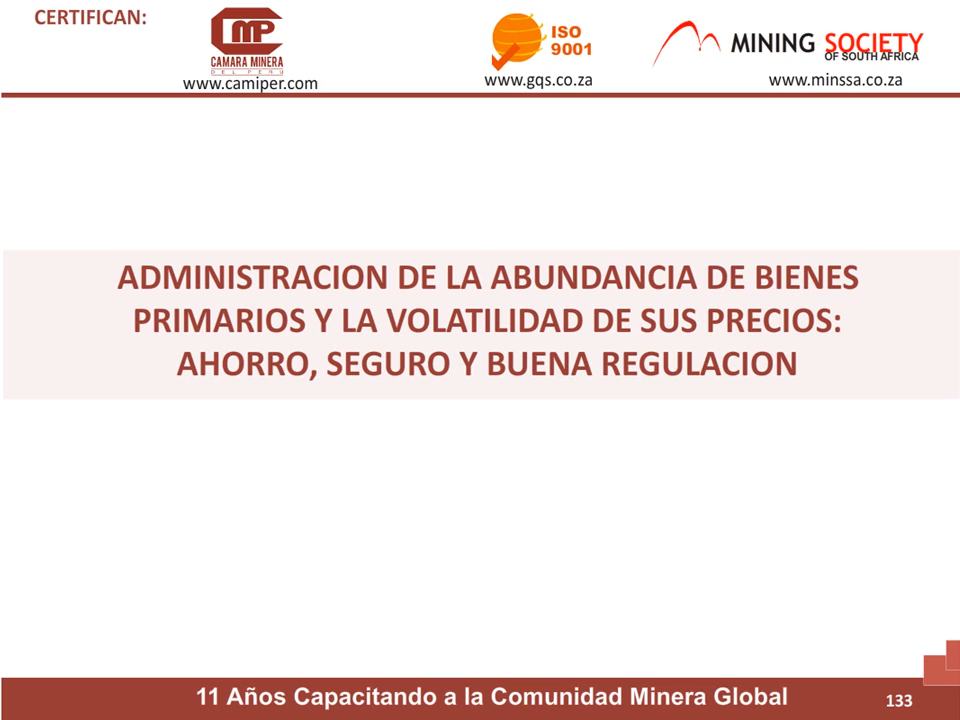 CERTIFICAN:
CMP
CAMARA MINERA
DEL PERU
www.camiper.com
ISO
9001
www.gqs.co.za
MINING SOCIETY
OF SOUTH AFRICA
www.minssa.co.za
ADMINISTRACION DE LA ABUNDANCIA DE BIENES
PRIMARIOS Y LA VOLATILIDAD DE SUS PRECIOS:
AHORRO, SEGURO Y BUENA REGULACION
11 Años Capacitando a la Comunidad Minera Global
133